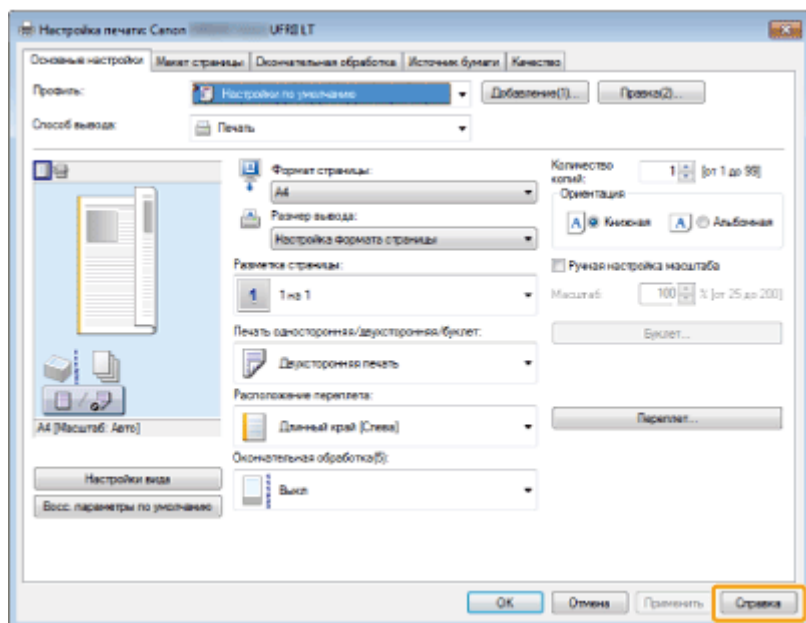 Настройка печати: Canon UFRII LT
Основные настройки Макет страницы Окончательная обработка Источник бумаги Качество
Профиль: Настройки по умолчанию Добавление(1)... Правка(2)...
Способ вывода: Печать
Формат страницы:
A4
Размер вывода:
Настройка формата страницы
Количество копий: 1 [от 1 до 99]
Ориентация
A Книжная A Альбомная
Разметка страницы:
1 1 на 1
Ручная настройка масштаба
Масштаб: 100 % [от 25 до 200]
Печать односторонняя/двухсторонняя/буклет:
Двухсторонняя печать
Буклет...
Расположение переплета:
Длинный край [Слева]
Переплет...
A4 [Масштаб: Авто]
Окончательная обработка(5):
Выкл
Настройки вида
Восс. параметры по умолчанию
OK Отмена Применить Справка